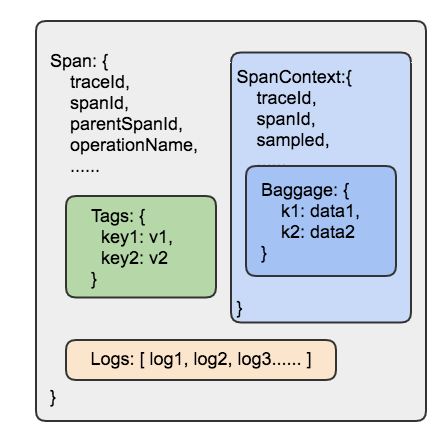 Span: {
traceId,
spanId,
parentSpanId,
operationName,
......
Tags: {
key1: v1,
key2: v2
}
SpanContext:{
traceId,
spanId,
sampled,
......
Baggage: {
k1: data1,
k2: data2
}
}
Logs: [ log1, log2, log3...... ]
}